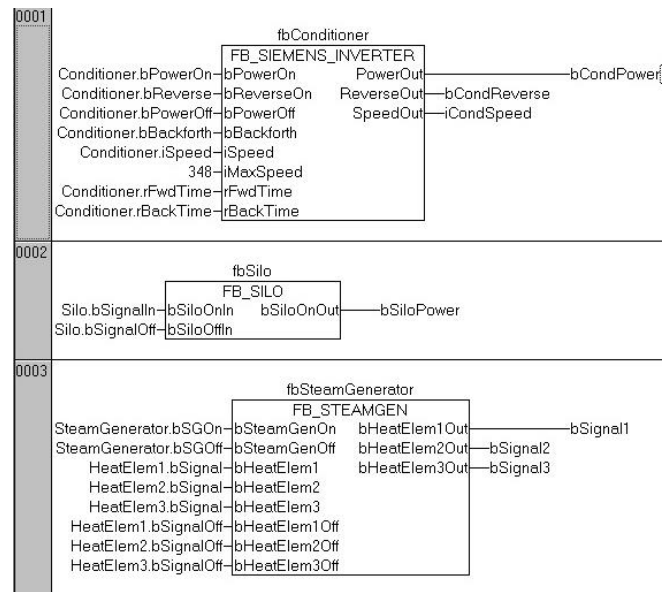 0001
fbConditioner
FB_SIEMENS_INVERTER
Conditioner.bPowerOn bPowerOn PowerOut bCondPower
Conditioner.bReverse bReverseOn ReverseOut bCondReverse
Conditioner.bPowerOff bPowerOff SpeedOut iCondSpeed
Conditioner.bBackforth bBackforth
Conditioner.iSpeed iSpeed
348 iMaxSpeed
Conditioner.rFwdTime rFwdTime
Conditioner.rBackTime rBackTime
0002
fbSilo
FB_SILO
Silo.bSignalIn bSiloOnIn bSiloOnOut bSiloPower
Silo.bSignalOff bSiloOffIn
0003
fbSteamGenerator
FB_STEAMGEN
SteamGenerator.bSGOn bSteamGenOn bHeatElem1Out bSignal1
SteamGenerator.bSGOff bSteamGenOff bHeatElem2Out bSignal2
HeatElem1.bSignal bHeatElem1 bHeatElem3Out bSignal3
HeatElem2.bSignal bHeatElem2
HeatElem3.bSignal bHeatElem3
HeatElem1.bSignalOff bHeatElem1Off
HeatElem2.bSignalOff bHeatElem2Off
HeatElem3.bSignalOff bHeatElem3Off